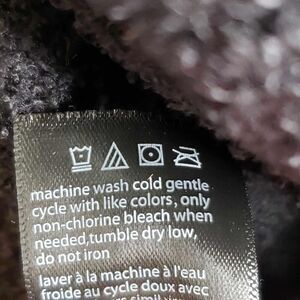 machine wash cold gentle
cycle with like colors, only
non-chlorine bleach when
needed,tumble dry low,
do not iron
laver à la machine à l'eau
froide au cycle doux avec